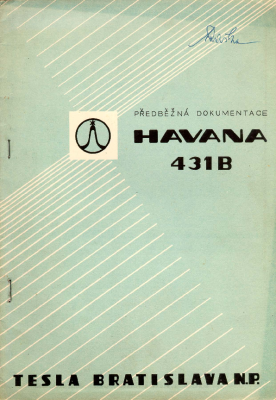 PŘEDBĚŽNÁ DOKUMENTACE
HAVANA
431B
TESLA BRATISLAVA N.P.